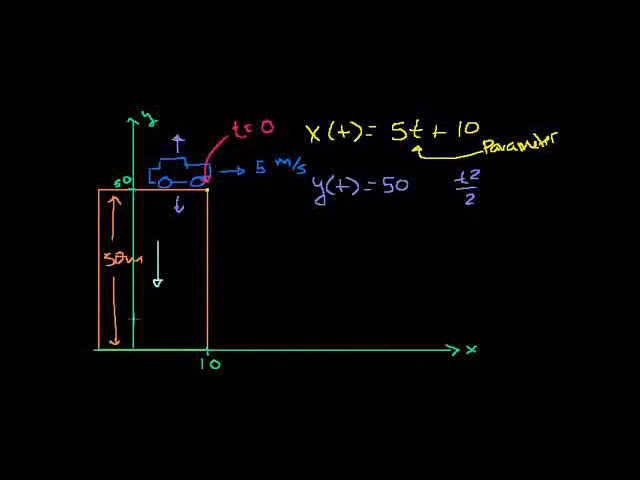 y
t=0
x(t)= 5t + 10
Parameter
5 m/s
50
y(t)= 50 t²/2
50m
x
10